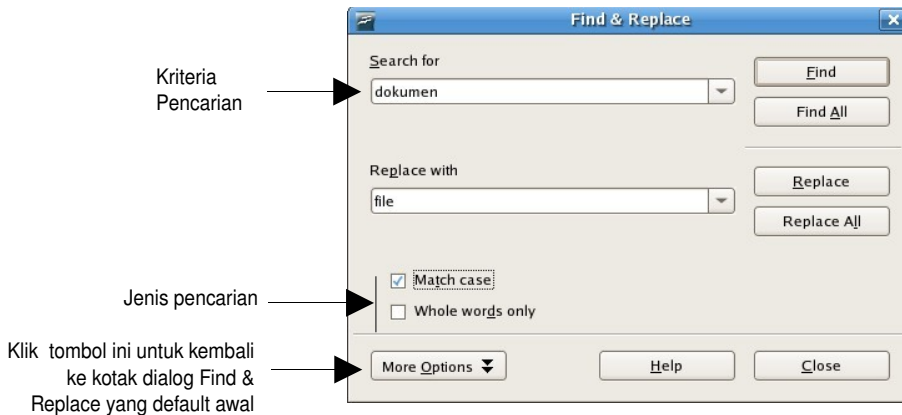 Find & Replace
Search for
Kriteria
Pencarian
dokumen
Find
Find All
Replace with
file
Replace
Replace All
Jenis pencarian
Match case
Whole words only
Klik tombol ini untuk kembali
ke kotak dialog Find &
Replace yang default awal
More Options
Help
Close